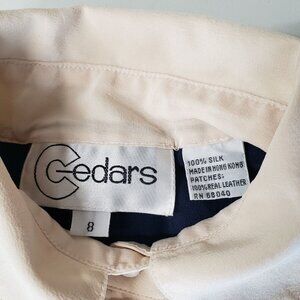 Cedars
8
100% SILK
MADE IN HONG KONG
PATCHES:
100% REAL LEATHER
RN 68040